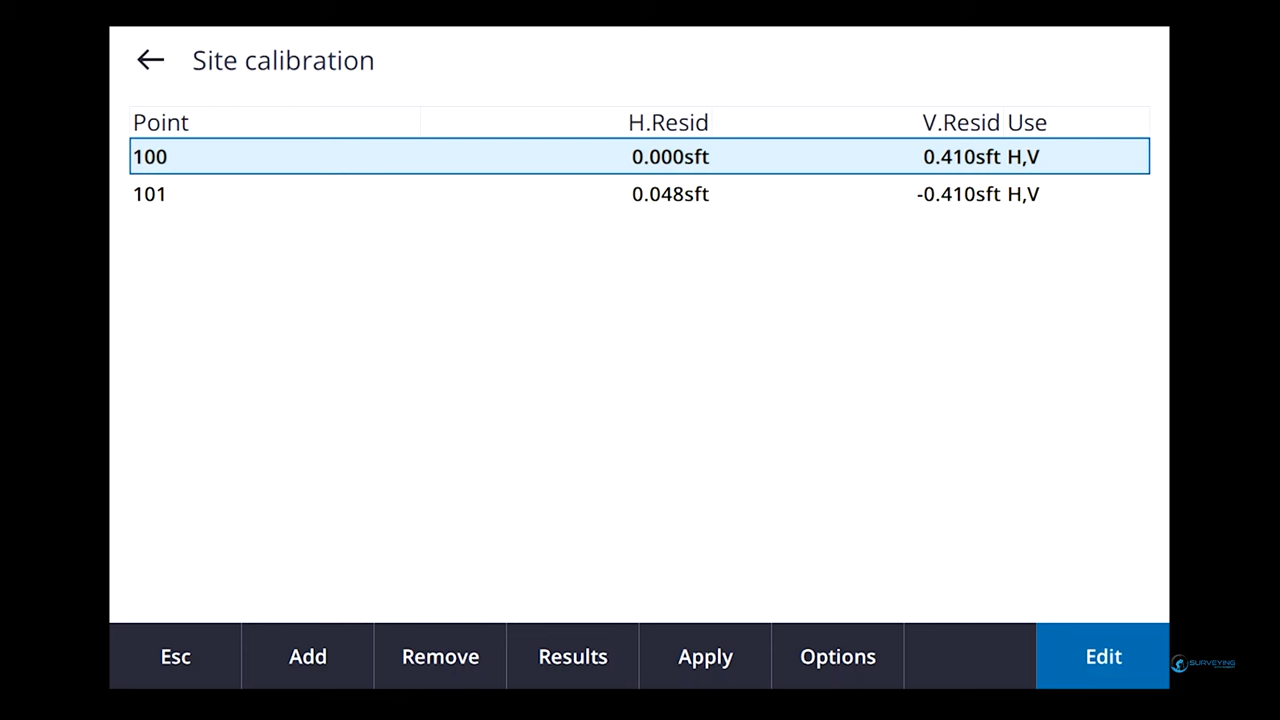 Site calibration
Point H.Resid V.Resid Use
100 0.000sft 0.410sft H,V
101 0.048sft -0.410sft H,V
Esc Add Remove Results Apply Options Edit
SURVEYING